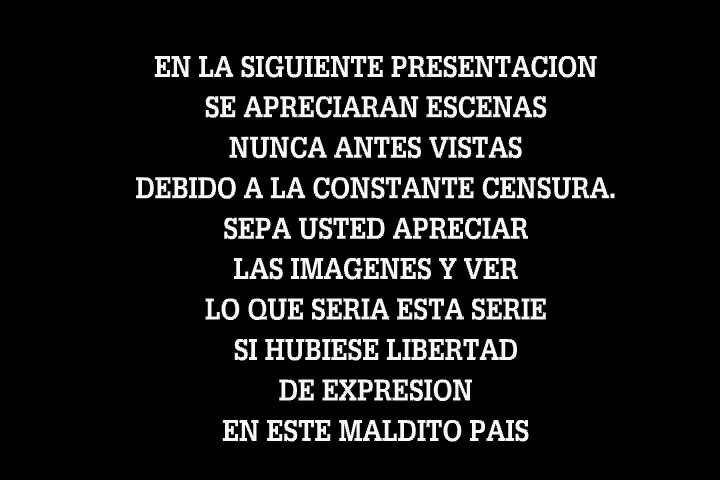 EN LA SIGUIENTE PRESENTACION
SE APRECIARAN ESCENAS
NUNCA ANTES VISTAS
DEBIDO A LA CONSTANTE CENSURA.
SEPA USTED APRECIAR
LAS IMAGENES Y VER
LO QUE SERIA ESTA SERIE
SI HUBIESE LIBERTAD
DE EXPRESION
EN ESTE MALDITO PAIS